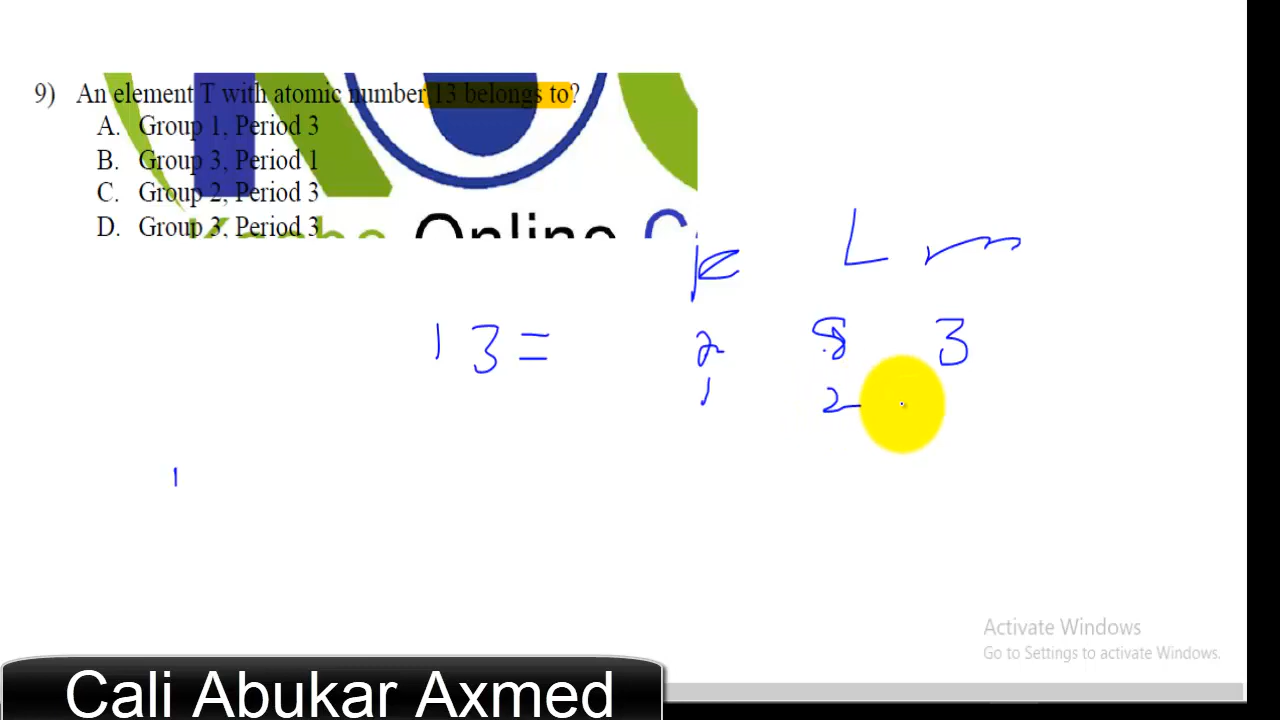 9) An element T with atomic number 13 belongs to?
A. Group 1, Period 3
B. Group 3, Period 1
C. Group 2, Period 3
D. Group 3, Period 3
Online
K L m
13= 2 8 3
1 2
1
Activate Windows
Go to Settings to activate Windows.
Cali Abukar Axmed